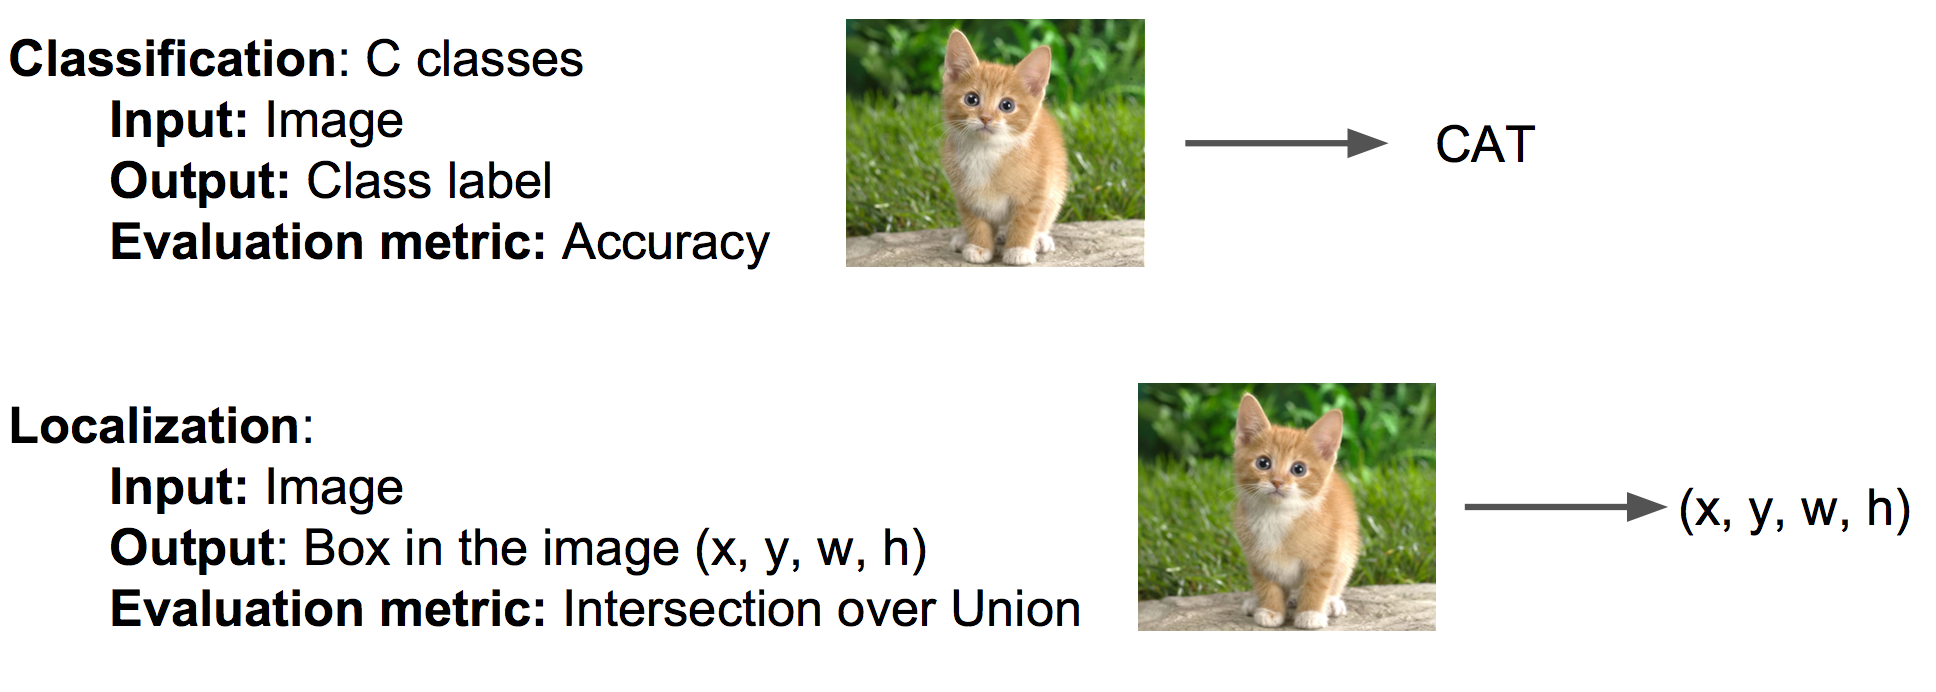 Classification: C classes
Input: Image
Output: Class label
Evaluation metric: Accuracy
CAT
Localization:
Input: Image
Output: Box in the image (x, y, w, h)
Evaluation metric: Intersection over Union
(x, y, w, h)